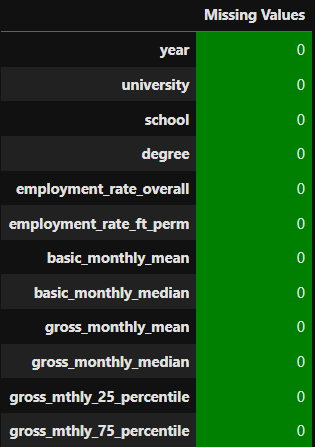 Missing Values
year 0
university 0
school 0
degree 0
employment_rate_overall 0
employment_rate_ft_perm 0
basic_monthly_mean 0
basic_monthly_median 0
gross_monthly_mean 0
gross_monthly_median 0
gross_mthly_25_percentile 0
gross_mthly_75_percentile 0